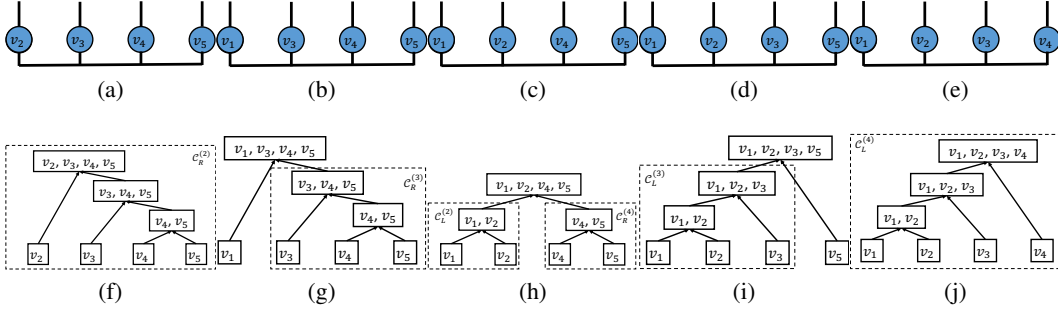 v₂ v₃ v₄ v₅ v₁ v₃ v₄ v₅ v₁ v₂ v₄ v₅ v₁ v₂ v₃ v₅ v₁ v₂ v₃ v₄
(a) (b) (c) (d) (e)
v₁, v₃, v₄, v₅ v₁, v₂, v₃, v₅ 𝒞_L^(4) v₁, v₂, v₃, v₄
v₂, v₃, v₄, v₅ 𝒞_R^(2)
v₃, v₄, v₅ v₃, v₄, v₅ 𝒞_R^(3) v₁, v₂, v₄, v₅ 𝒞_L^(3) v₁, v₂, v₃ v₁, v₂, v₃
v₄, v₅ v₄, v₅ 𝒞_L^(2) v₁, v₂ v₄, v₅ 𝒞_R^(4) v₁, v₂ v₁, v₂
v₂ v₃ v₄ v₅ v₁ v₃ v₄ v₅ v₁ v₂ v₄ v₅ v₁ v₂ v₃ v₅ v₁ v₂ v₃ v₄
(f) (g) (h) (i) (j)